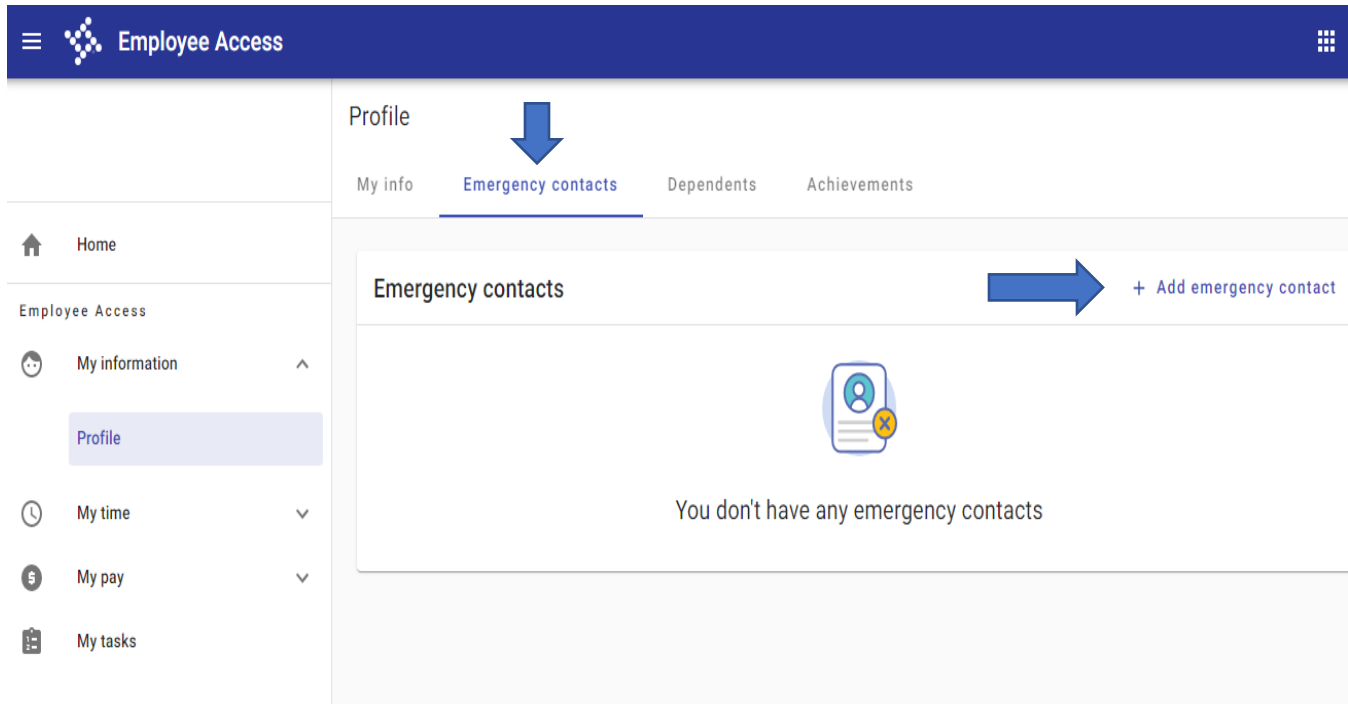 Employee Access
Profile
My info Emergency contacts Dependents Achievements
Home
Employee Access
My information
Profile
My time
My pay
My tasks
Emergency contacts
+ Add emergency contact
You don't have any emergency contacts